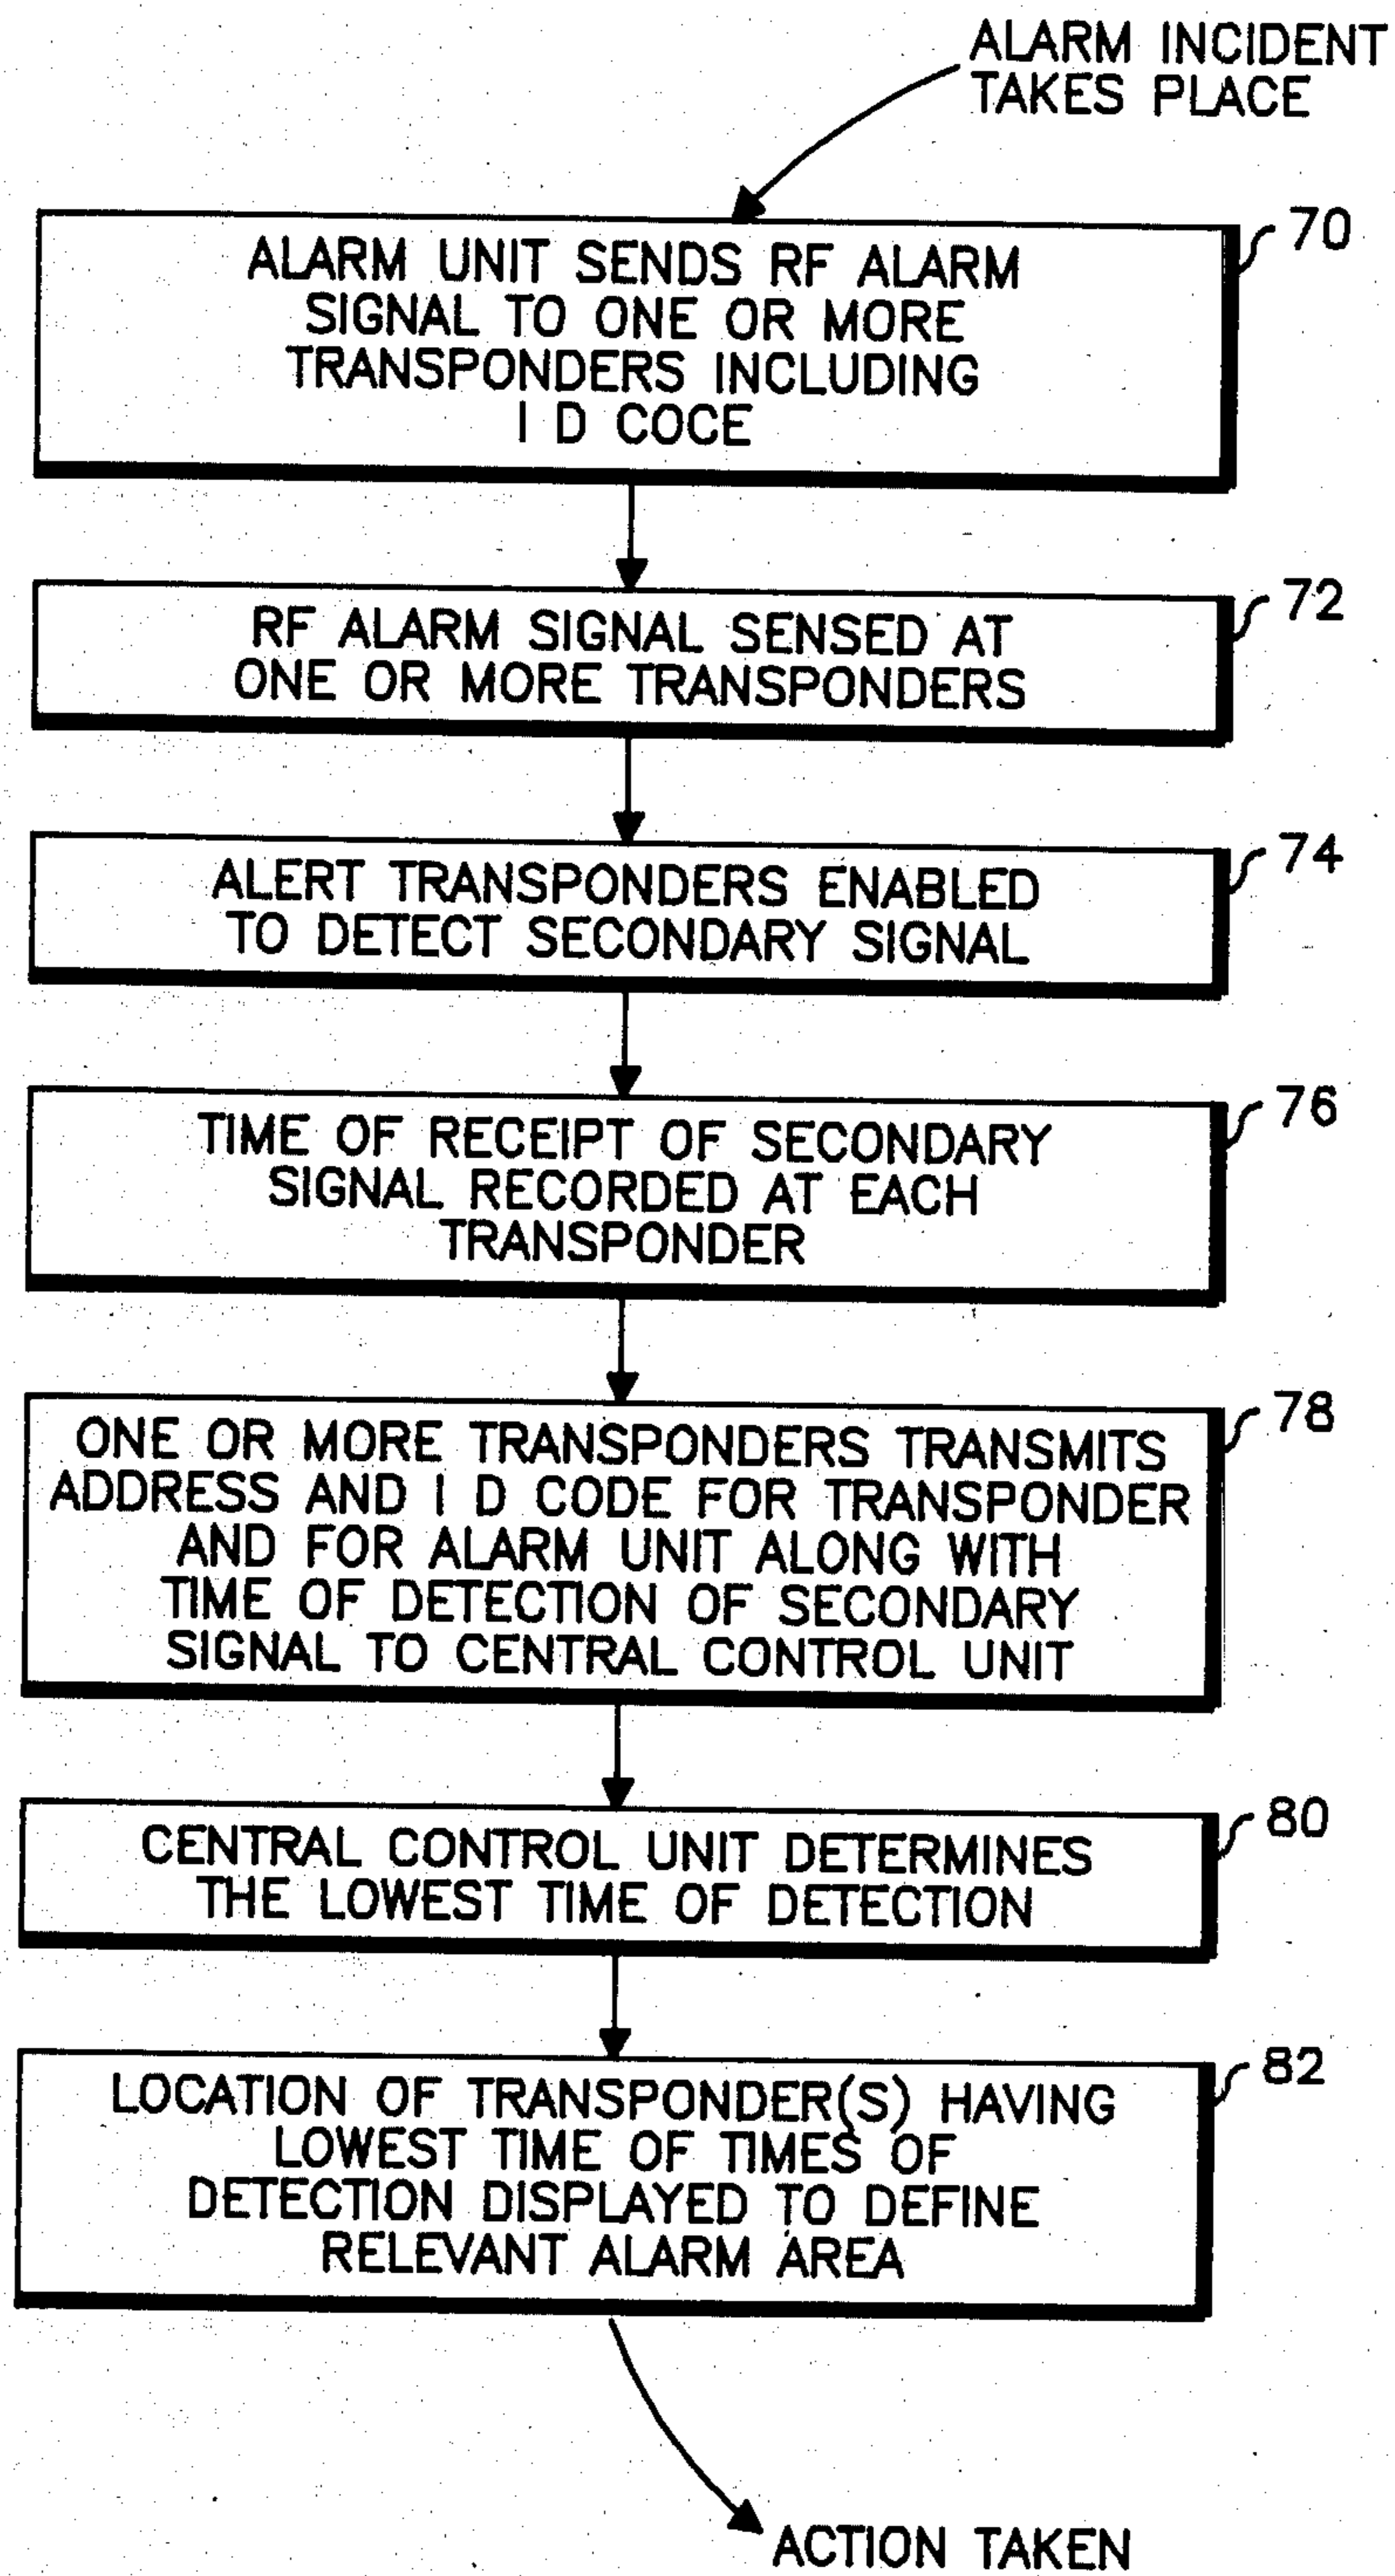 ALARM INCIDENT
TAKES PLACE
70
ALARM UNIT SENDS RF ALARM
SIGNAL TO ONE OR MORE
TRANSPONDERS INCLUDING
I D COCE
72
RF ALARM SIGNAL SENSED AT
ONE OR MORE TRANSPONDERS
74
ALERT TRANSPONDERS ENABLED
TO DETECT SECONDARY SIGNAL
76
TIME OF RECEIPT OF SECONDARY
SIGNAL RECORDED AT EACH
TRANSPONDER
78
ONE OR MORE TRANSPONDERS TRANSMITS
ADDRESS AND I D CODE FOR TRANSPONDER
AND FOR ALARM UNIT ALONG WITH
TIME OF DETECTION OF SECONDARY
SIGNAL TO CENTRAL CONTROL UNIT
80
CENTRAL CONTROL UNIT DETERMINES
THE LOWEST TIME OF DETECTION
82
LOCATION OF TRANSPONDER(S) HAVING
LOWEST TIME OF TIMES OF
DETECTION DISPLAYED TO DEFINE
RELEVANT ALARM AREA
ACTION TAKEN